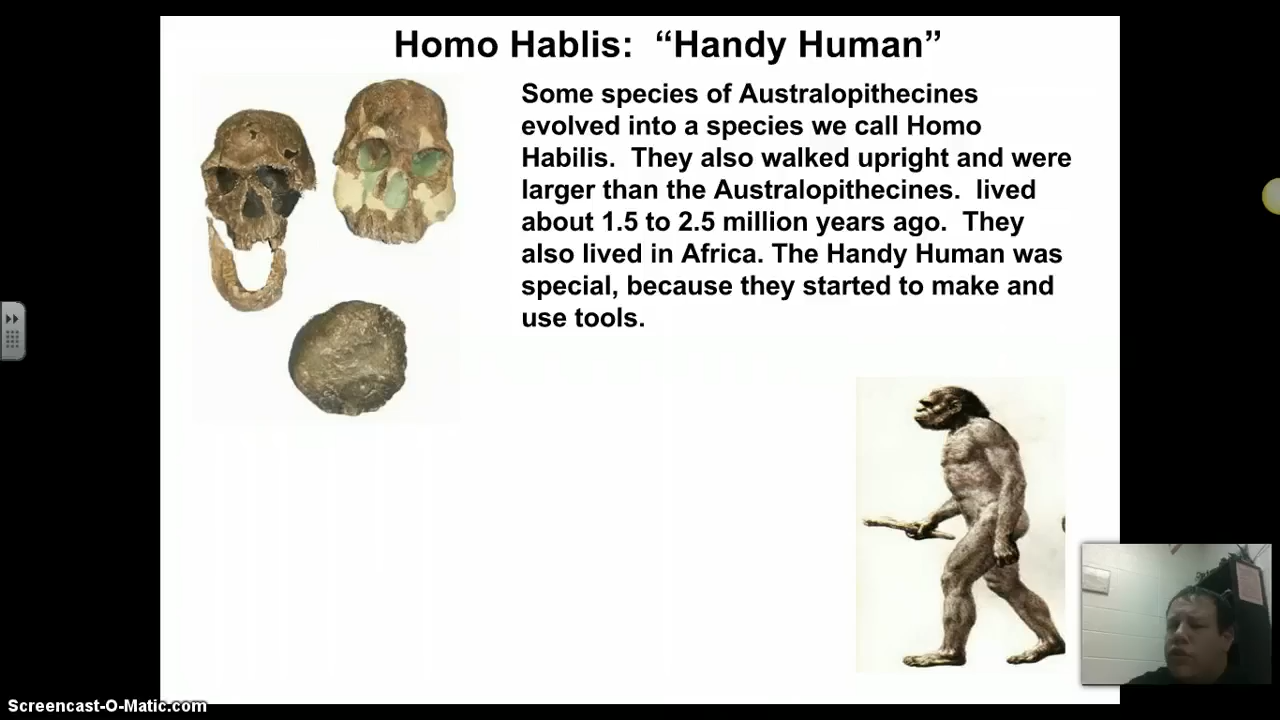 Homo Hablis: “Handy Human”
Some species of Australopithecines
evolved into a species we call Homo
Habilis. They also walked upright and were
larger than the Australopithecines. lived
about 1.5 to 2.5 million years ago. They
also lived in Africa. The Handy Human was
special, because they started to make and
use tools.
Screencast-O-Matic.com